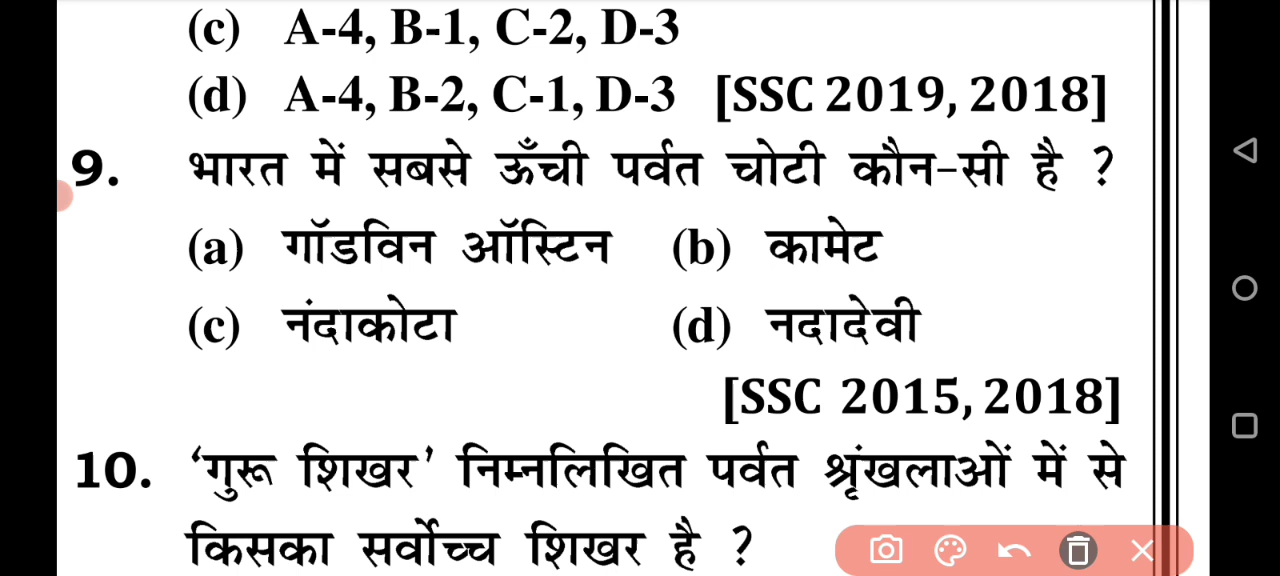 (c) A-4, B-1, C-2, D-3
(d) A-4, B-2, C-1, D-3 [SSC 2019, 2018]
9. भारत में सबसे ऊँची पर्वत चोटी कौन-सी है ?
(a) गॉडविन ऑस्टिन (b) कामेट
(c) नंदाकोटा (d) नदादेवी
[SSC 2015, 2018]
10. ‘गुरू शिखर’ निम्नलिखित पर्वत श्रृंखलाओं में से
किसका सर्वोच्च शिखर है ?